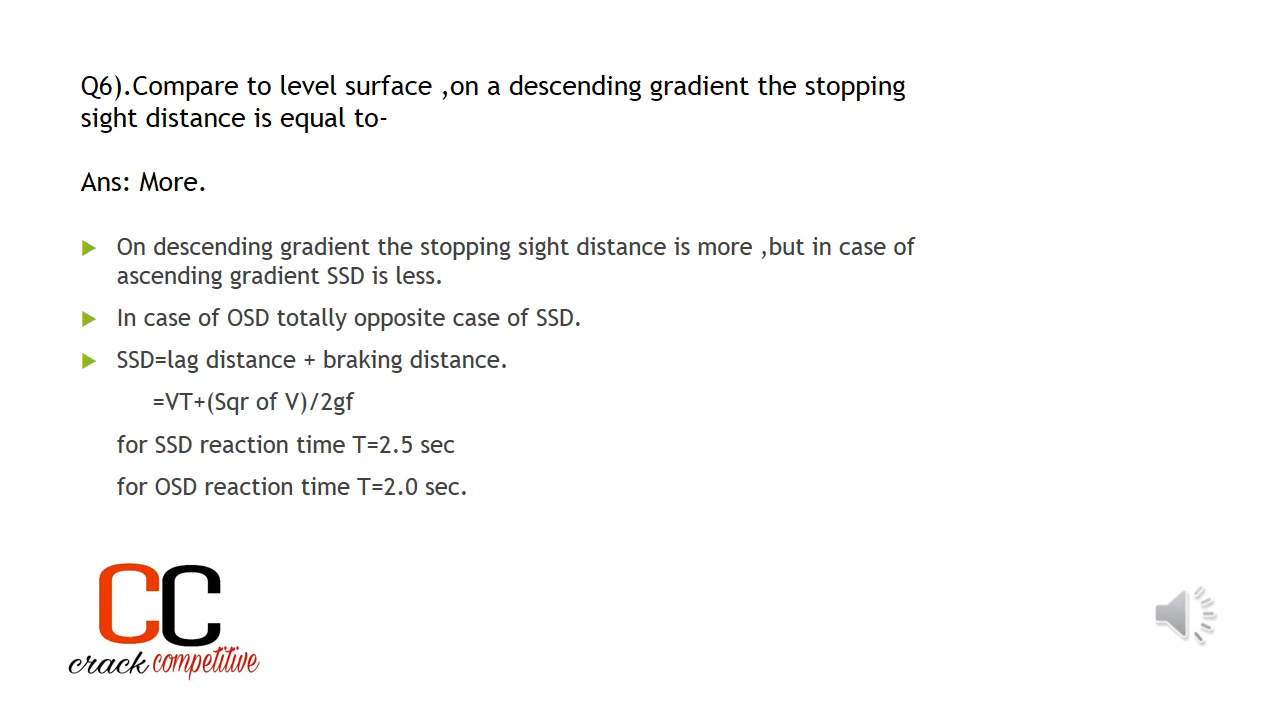 Q6).Compare to level surface ,on a descending gradient the stopping
sight distance is equal to-
Ans: More.
On descending gradient the stopping sight distance is more ,but in case of
ascending gradient SSD is less.
In case of OSD totally opposite case of SSD.
SSD=lag distance + braking distance.
=VT+(Sqr of V)/2gf
for SSD reaction time T=2.5 sec
for OSD reaction time T=2.0 sec.
CC
crack competitive